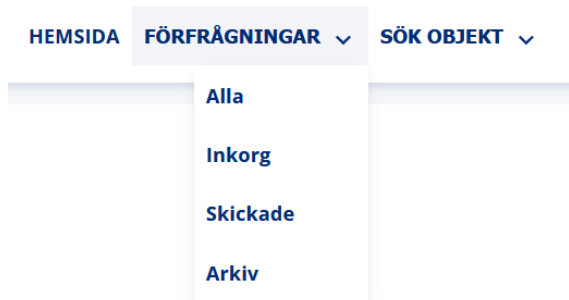 HEMSIDA FÖRFRÅGNINGAR SÖK OBJEKT
Alla
Inkorg
Skickade
Arkiv